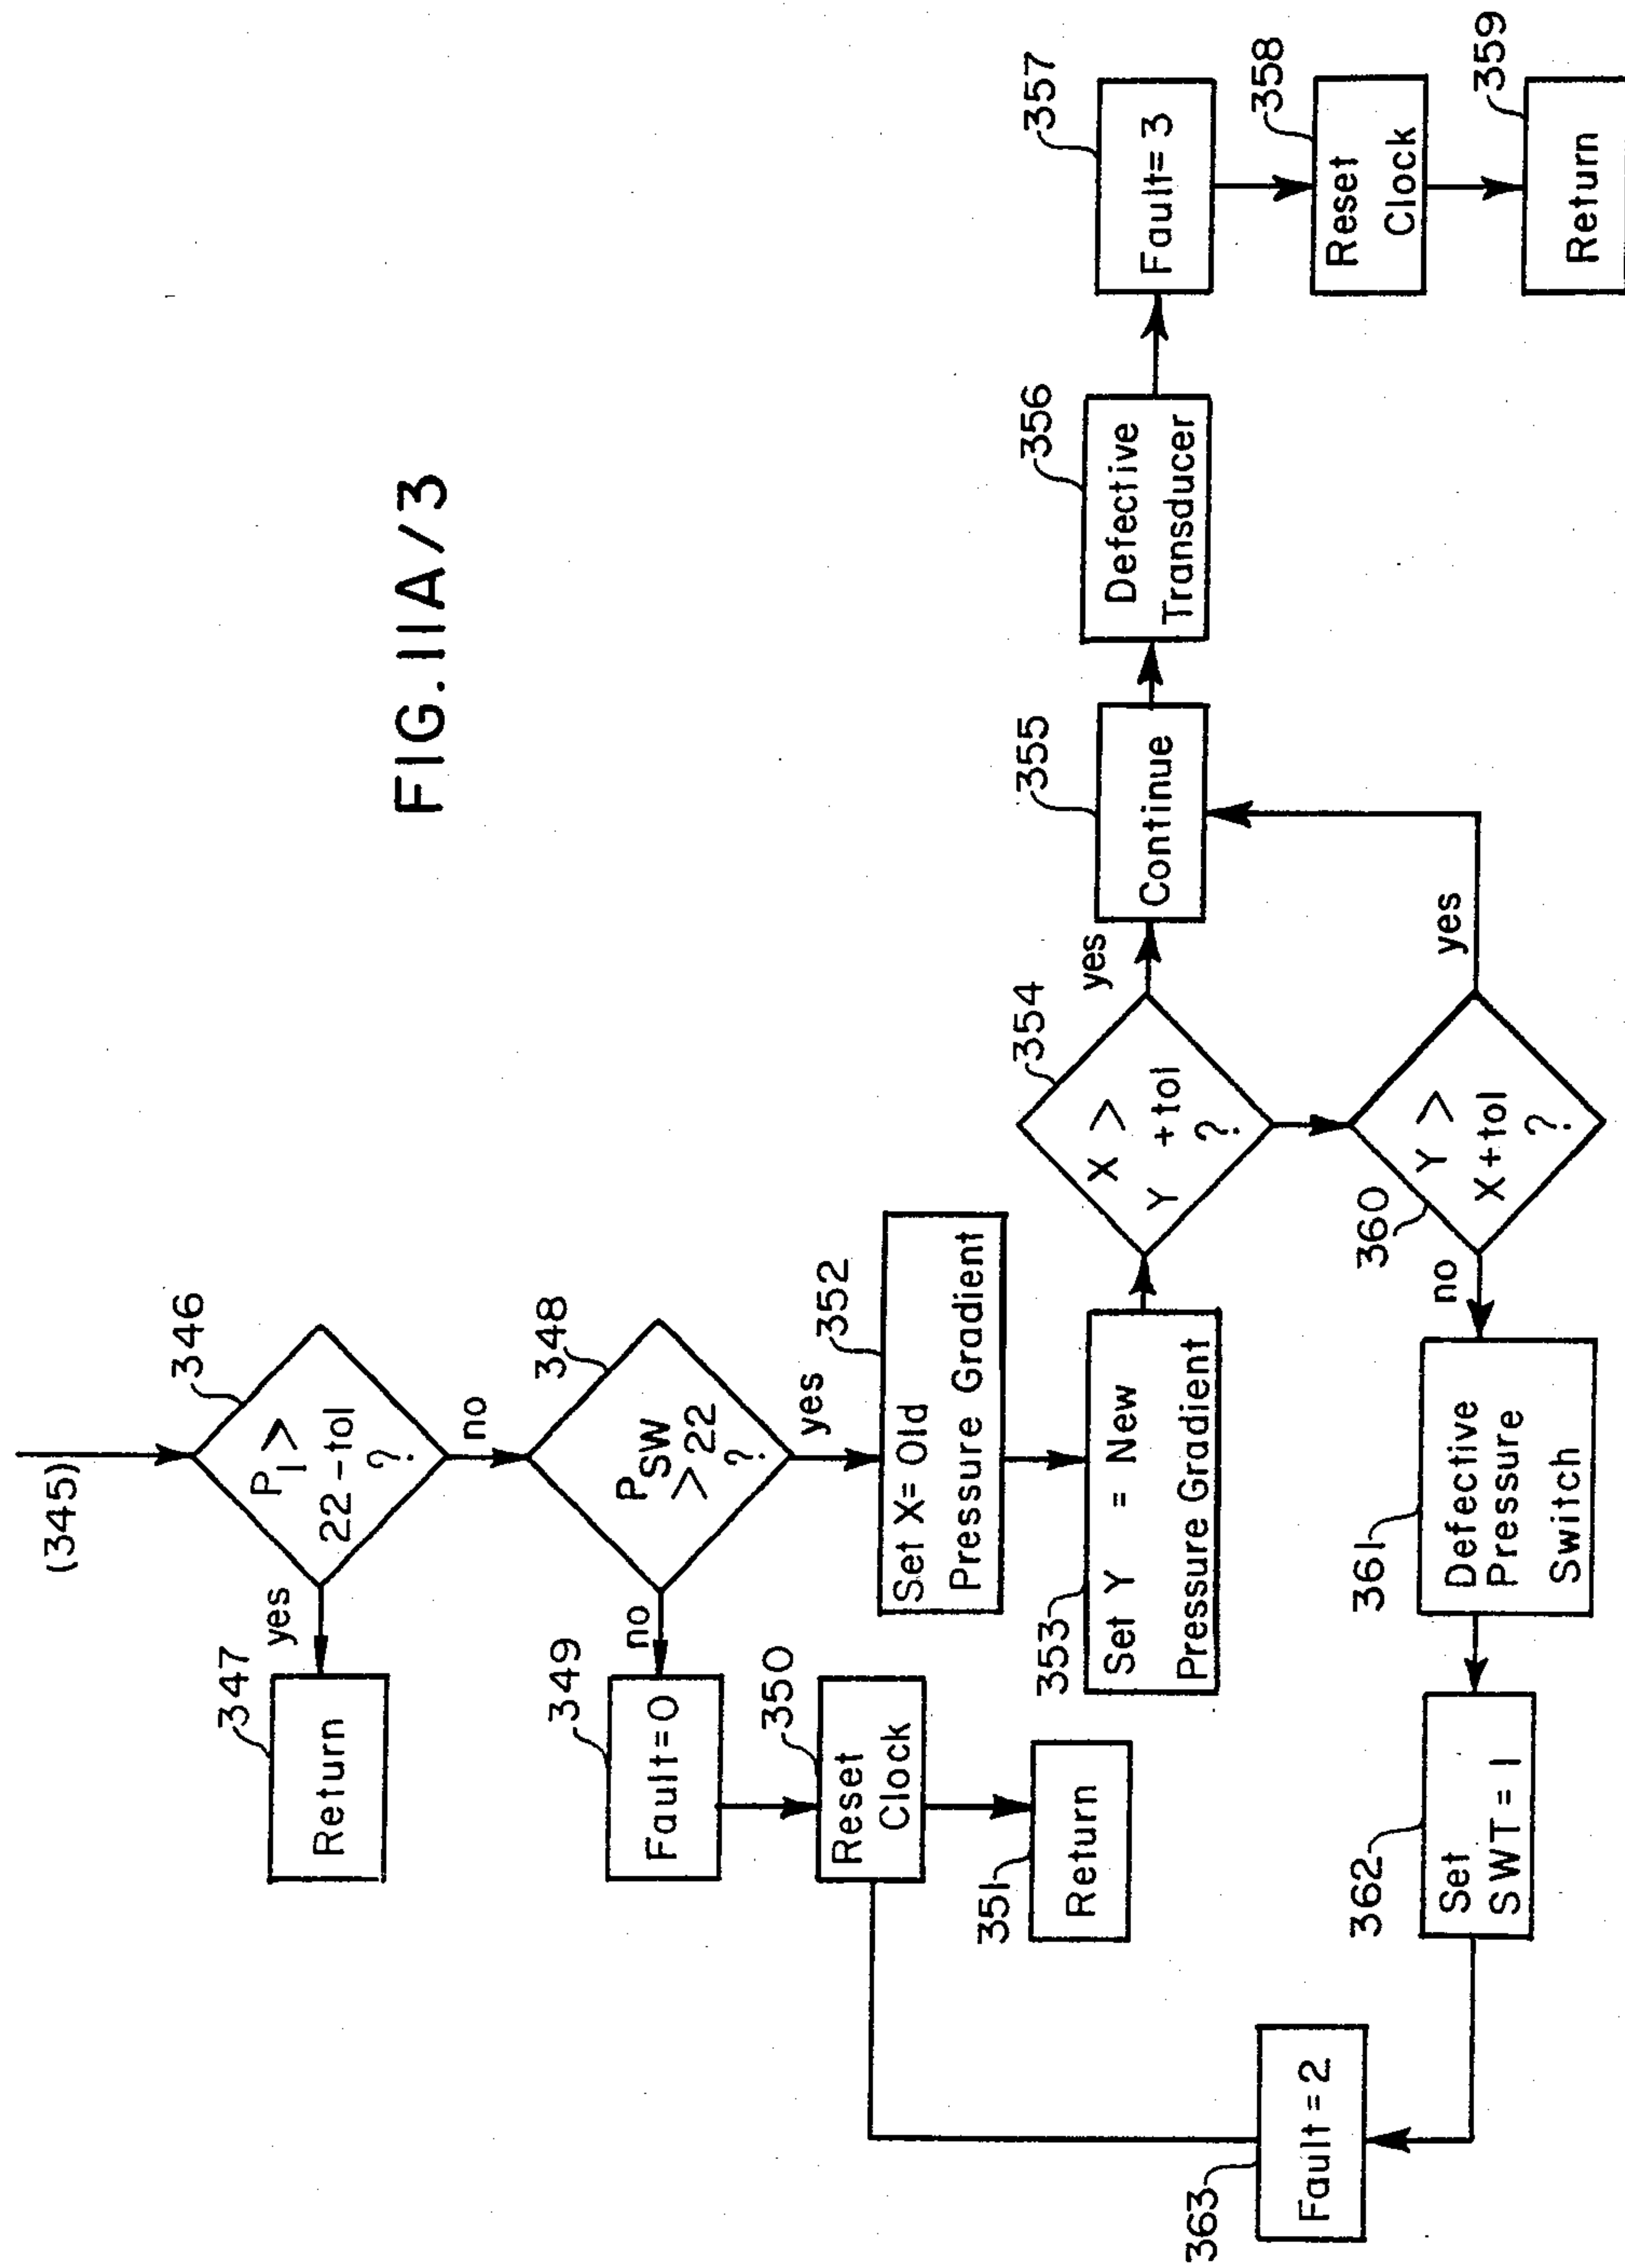 FIG.11A/3
(345)
346
P1 >
22-tol
?
yes
no
347
Return
348
PSW
> 22
?
no
yes
349
Fault=0
350
Reset
Clock
351
Return
352
Set X= Old
Pressure Gradient
353
Set Y = New
Pressure Gradient
354
X >
Y +tol
?
yes
355
Continue
356
Defective
Transducer
357
Fault=3
358
Reset
Clock
359
Return
360
Y >
X+tol
?
yes
no
361
Defective
Pressure
Switch
362
Set
SWT=1
363
Fault=2